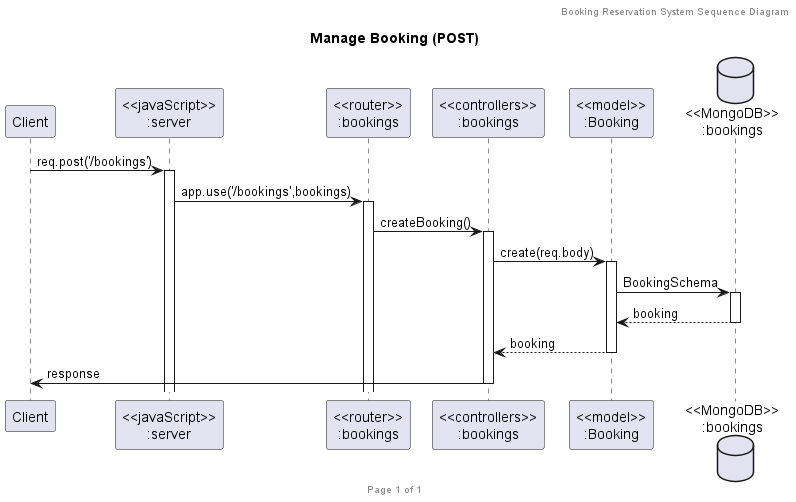 Booking Reservation System Sequence Diagram
Manage Booking (POST)
Client
<<javaScript>>
:server
<<router>>
:bookings
<<controllers>>
:bookings
<<model>>
:Booking
<<MongoDB>>
:bookings
req.post('/bookings')
app.use('/bookings',bookings)
createBooking()
create(req.body)
BookingSchema
booking
booking
response
Client
<<javaScript>>
:server
<<router>>
:bookings
<<controllers>>
:bookings
<<model>>
:Booking
<<MongoDB>>
:bookings
Page 1 of 1